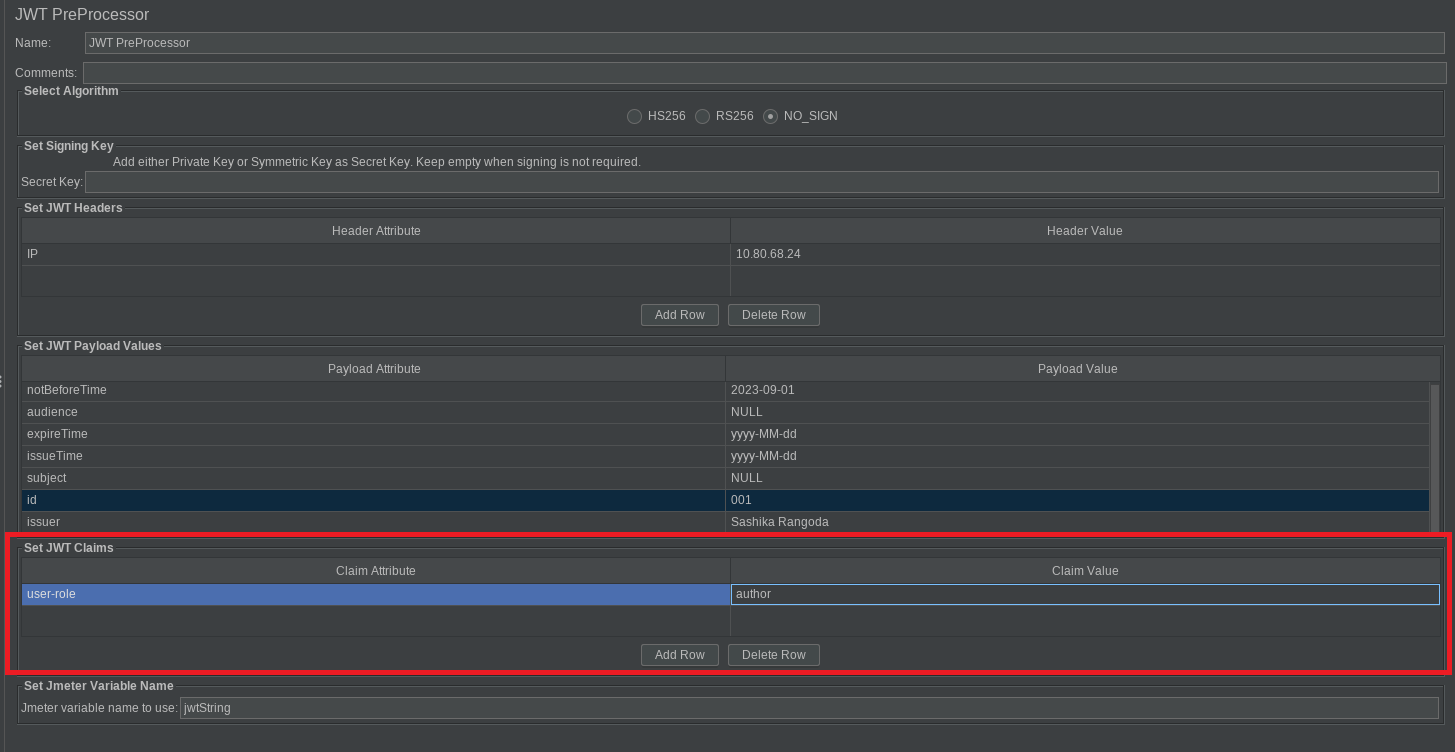 JWT PreProcessor
Name: JWT PreProcessor
Comments:
Select Algorithm
HS256 RS256 NO_SIGN
Set Signing Key
Add either Private Key or Symmetric Key as Secret Key. Keep empty when signing is not required.
Secret Key:
Set JWT Headers
Header Attribute Header Value
IP 10.80.68.24
Add Row Delete Row
Set JWT Payload Values
Payload Attribute Payload Value
notBeforeTime 2023-09-01
audience NULL
expireTime yyyy-MM-dd
issueTime yyyy-MM-dd
subject NULL
id 001
issuer Sashika Rangoda
Set JWT Claims
Claim Attribute Claim Value
user-role author
Add Row Delete Row
Set Jmeter Variable Name
Jmeter variable name to use: jwtString